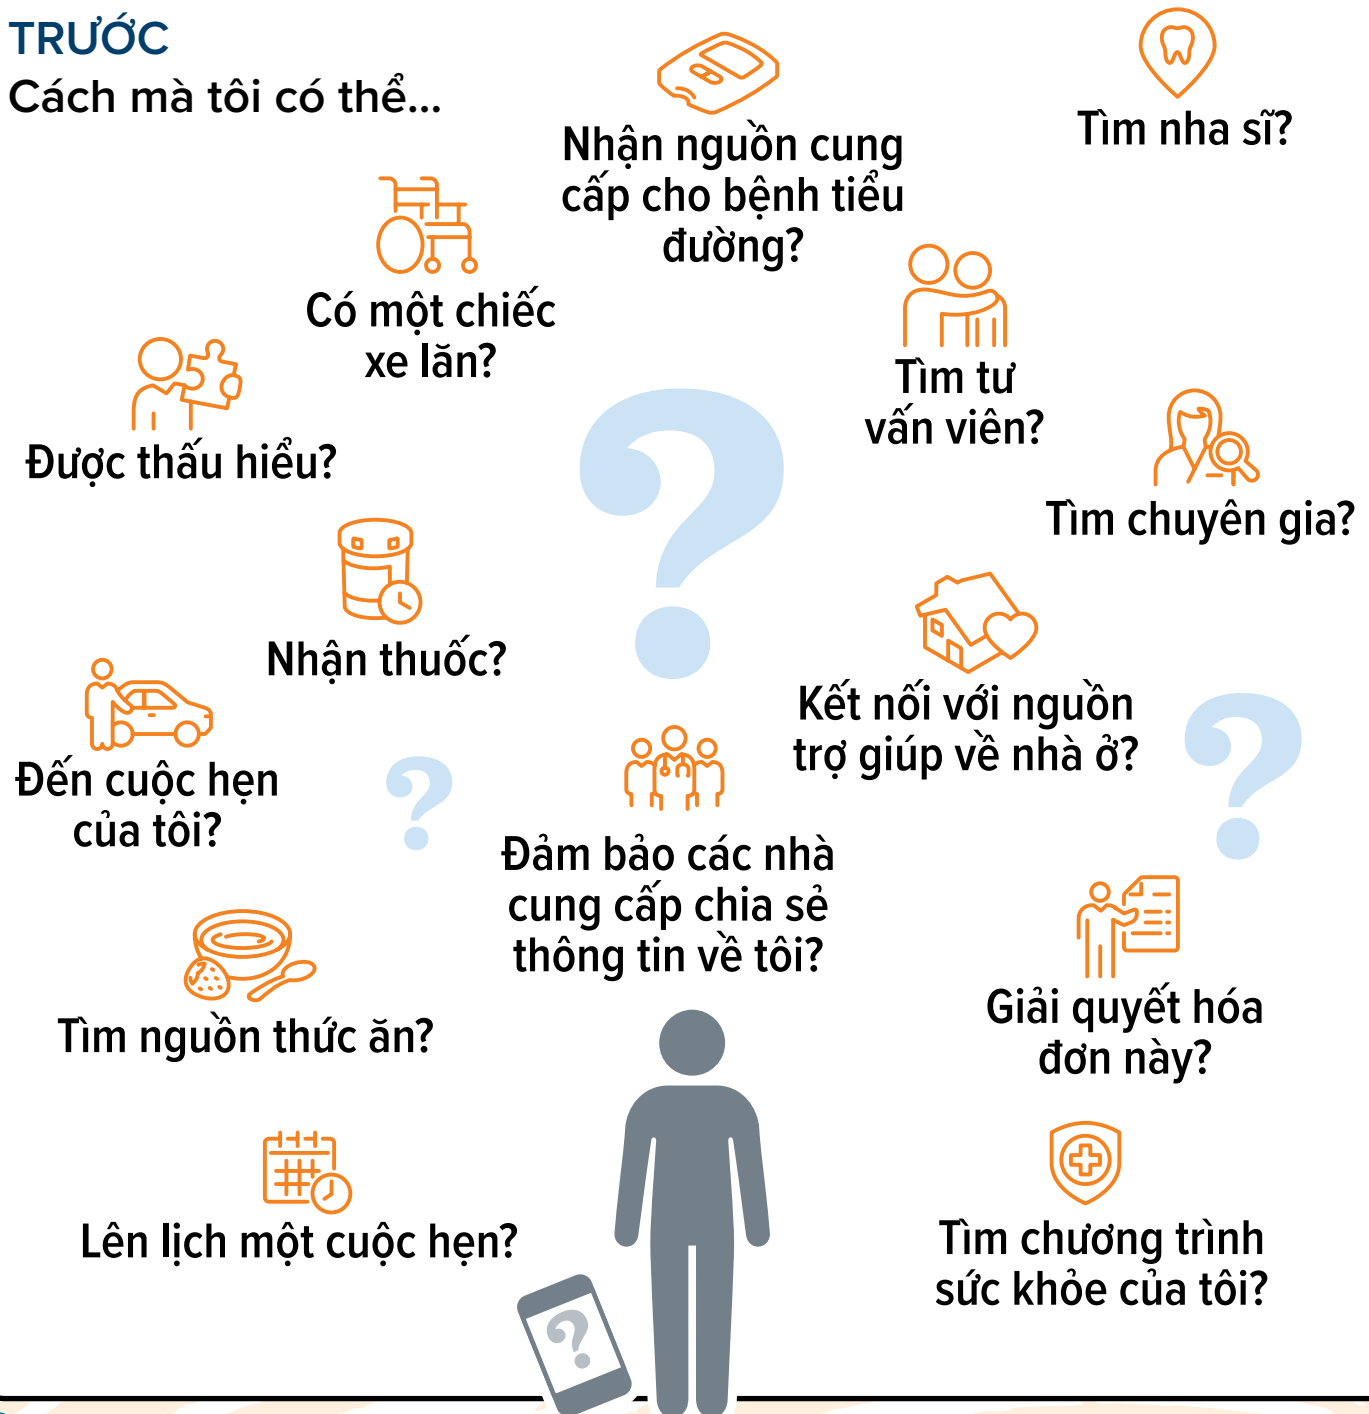 TRƯỚC
Cách mà tôi có thể...
Tìm nha sĩ?
Nhận nguồn cung
cấp cho bệnh tiểu
đường?
Có một chiếc
xe lăn?
Tìm tư
vấn viên?
Được thấu hiểu?
Tìm chuyên gia?
Nhận thuốc?
Kết nối với nguồn
trợ giúp về nhà ở?
Đến cuộc hẹn
của tôi?
Đảm bảo các nhà
cung cấp chia sẻ
thông tin về tôi?
Tìm nguồn thức ăn?
Giải quyết hóa
đơn này?
Lên lịch một cuộc hẹn?
Tìm chương trình
sức khỏe của tôi?